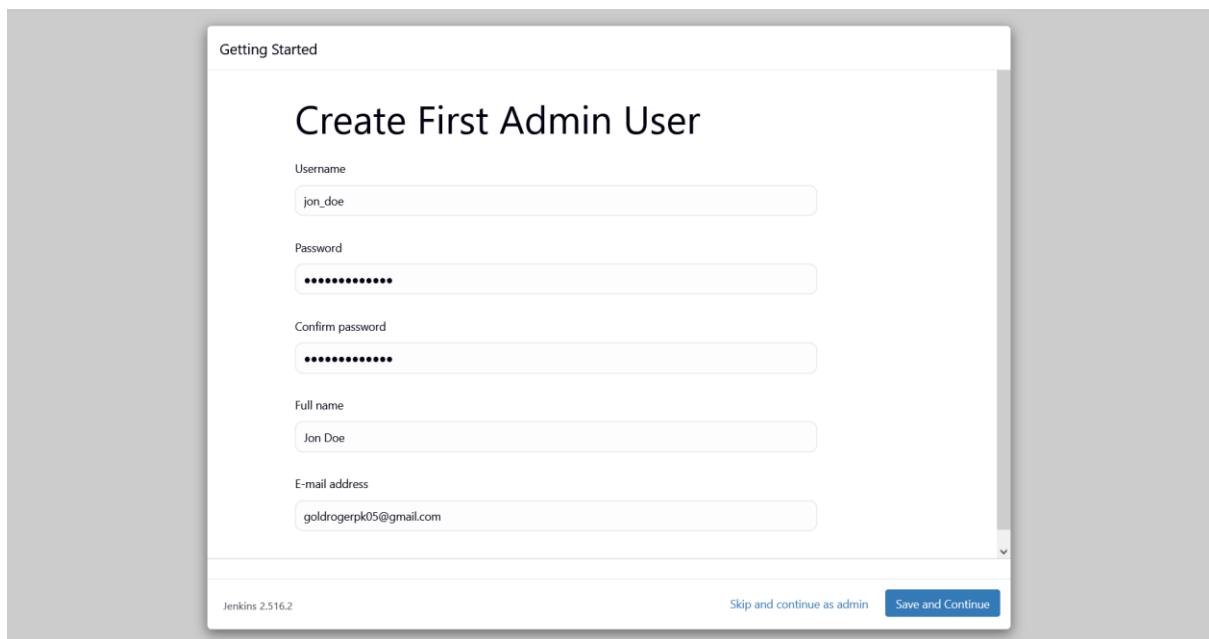 Getting Started
Create First Admin User
Username
jon_doe
Password
•••••••••••••
Confirm password
•••••••••••••
Full name
Jon Doe
E-mail address
goldrogerpk05@gmail.com
Jenkins 2.516.2
Skip and continue as admin
Save and Continue